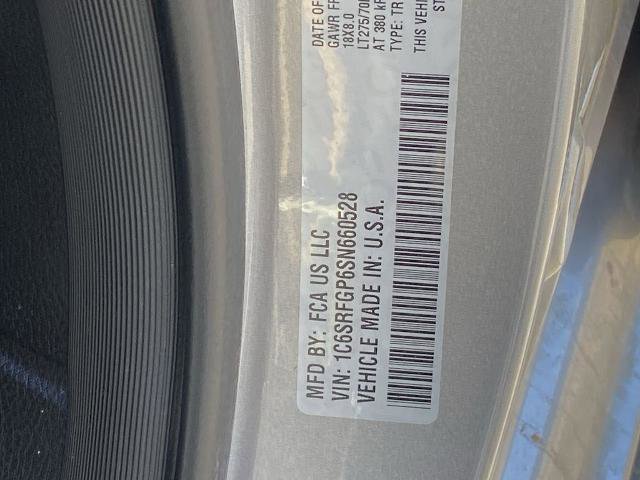 MFD BY: FCA US LLC
VIN: 1C6SRFGP6SN660528
VEHICLE MADE IN: U.S.A.
DATE OF
GAWR FR
18X8.0
LT275/70
AT 380 kP
TYPE: TR
THIS VEHI
ST